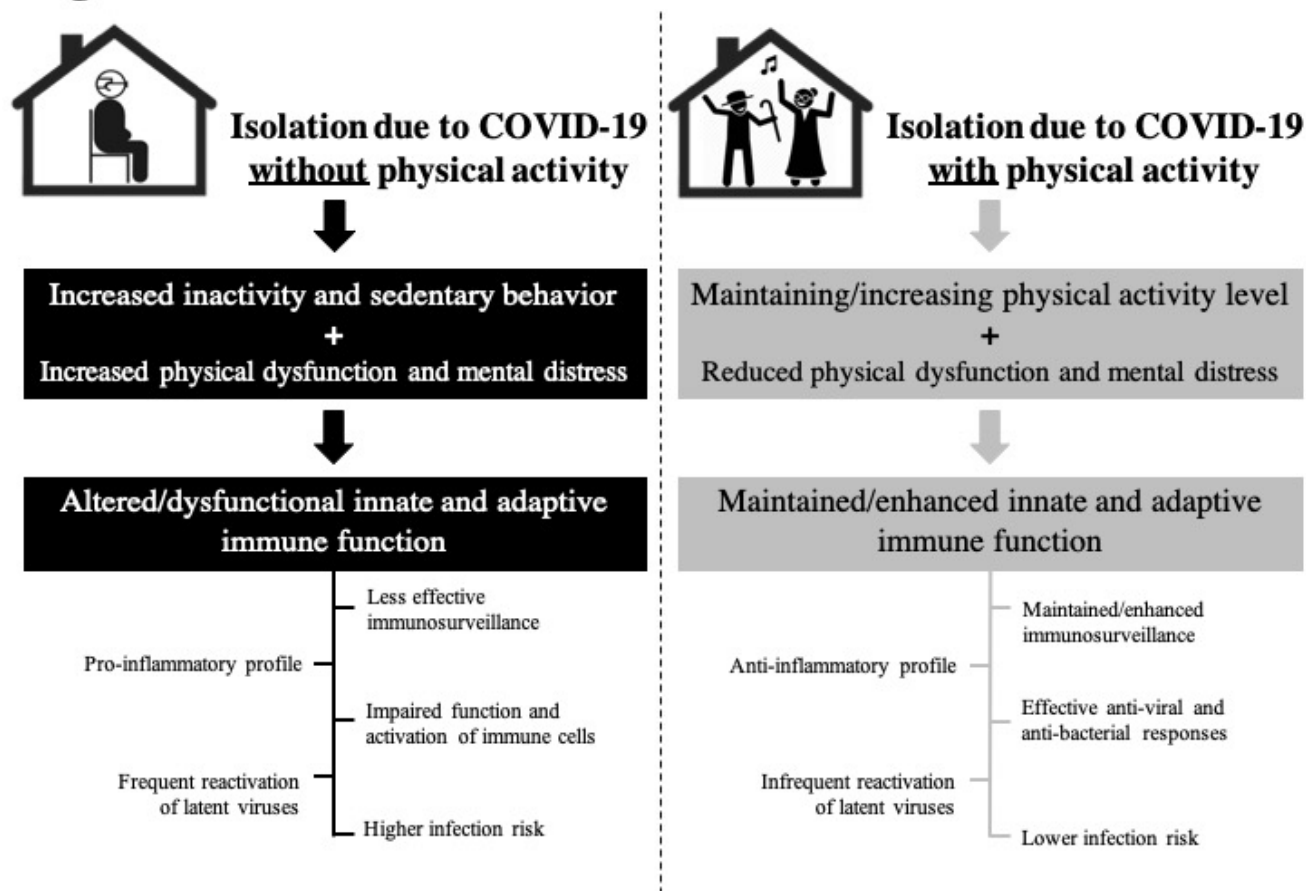 Isolation due to COVID-19
without physical activity
Increased inactivity and sedentary behavior
+
Increased physical dysfunction and mental distress
Altered/dysfunctional innate and adaptive
immune function
Less effective
immunosurveillance
Pro-inflammatory profile
Impaired function and
activation of immune cells
Frequent reactivation
of latent viruses
Higher infection risk
Isolation due to COVID-19
with physical activity
Maintaining/increasing physical activity level
+
Reduced physical dysfunction and mental distress
Maintained/enhanced innate and adaptive
immune function
Maintained/enhanced
immunosurveillance
Anti-inflammatory profile
Effective anti-viral and
anti-bacterial responses
Infrequent reactivation
of latent viruses
Lower infection risk